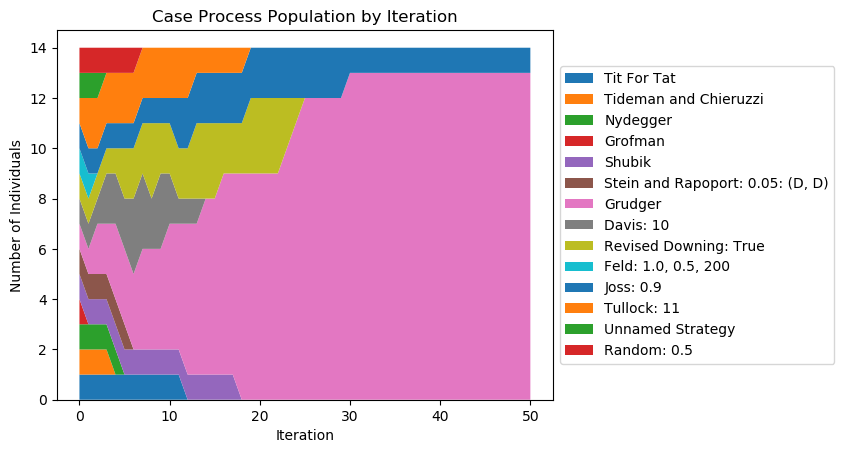 Case Process Population by Iteration
Number of Individuals
14
12
10
8
6
4
2
0
0 10 20 30 40 50
Iteration
Tit For Tat
Tideman and Chieruzzi
Nydegger
Grofman
Shubik
Stein and Rapoport: 0.05: (D, D)
Grudger
Davis: 10
Revised Downing: True
Feld: 1.0, 0.5, 200
Joss: 0.9
Tullock: 11
Unnamed Strategy
Random: 0.5